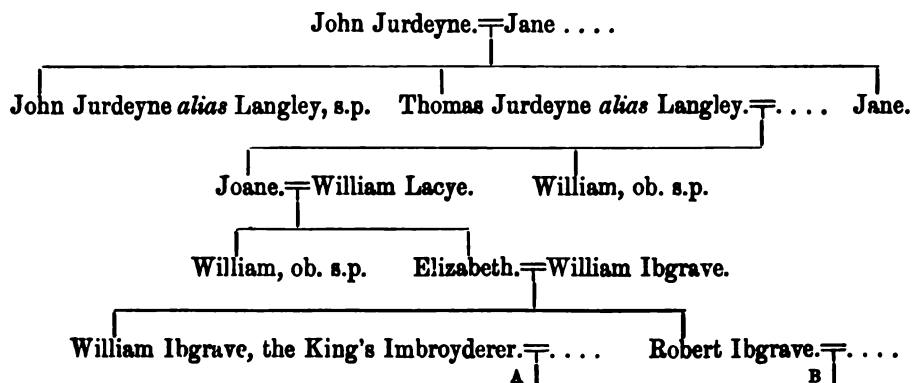 John Jurdeyne.=Jane . . . .
John Jurdeyne alias Langley, s.p. Thomas Jurdeyne alias Langley.=. . . . Jane.
Joane.=William Lacye. William, ob. s.p.
William, ob. s.p. Elizabeth.=William Ibgrave.
William Ibgrave, the King's Imbroyderer.=. . . . Robert Ibgrave.=. . . .
A B